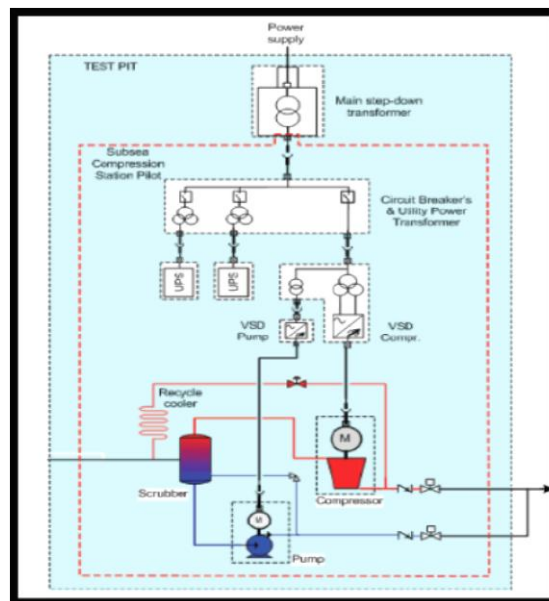 Power
supply
TEST PIT
Main step-down
transformer
Subsea
Compression
Station Pilot
Circuit Breaker's
& Utility Power
Transformer
UPS
UPS
VSD
Pump
VSD
Compr.
Recycle
cooler
M
Scrubber
Compressor
M
Pump